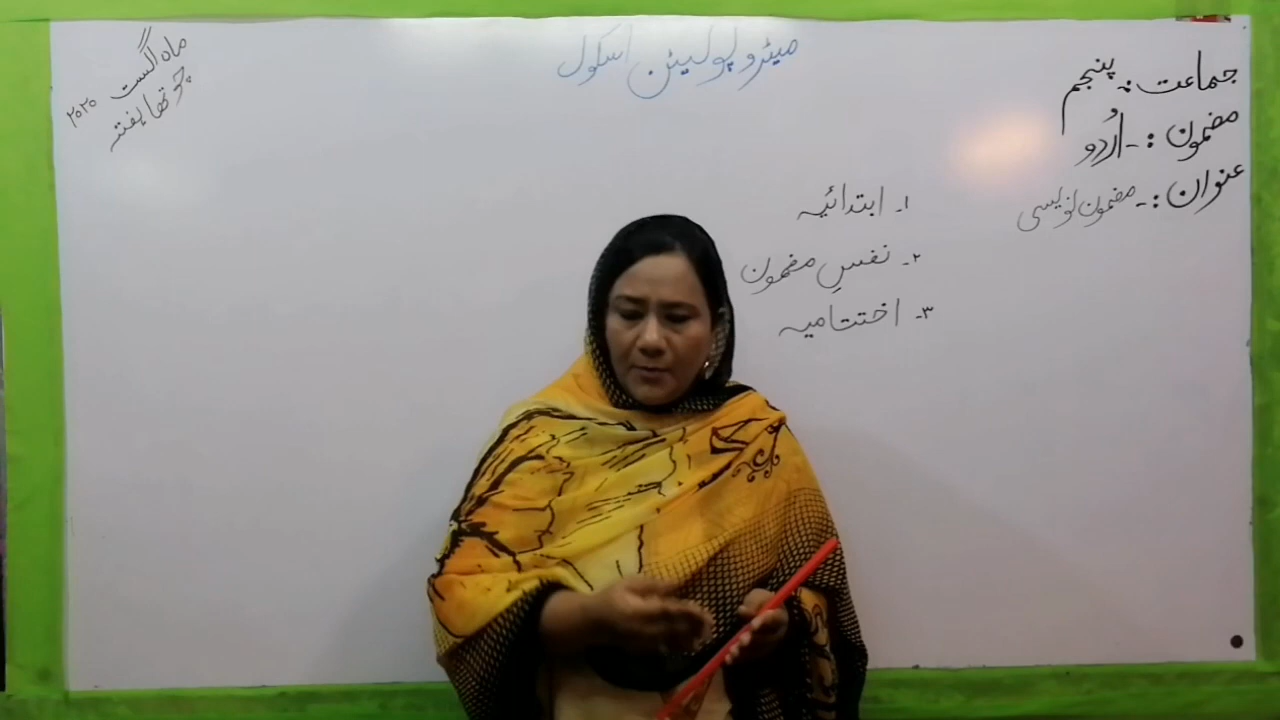 میٹروپولیٹن اسکول
جماعت :۔ پنجم
مضمون :۔ اُردو
عنوان :۔ مضمون نویسی
ماہ اگست ۲۰۲۰
چوتھا ہفتہ
۱۔ ابتدائیہ
۲۔ نفسِ مضمون
۳۔ اختتامیہ